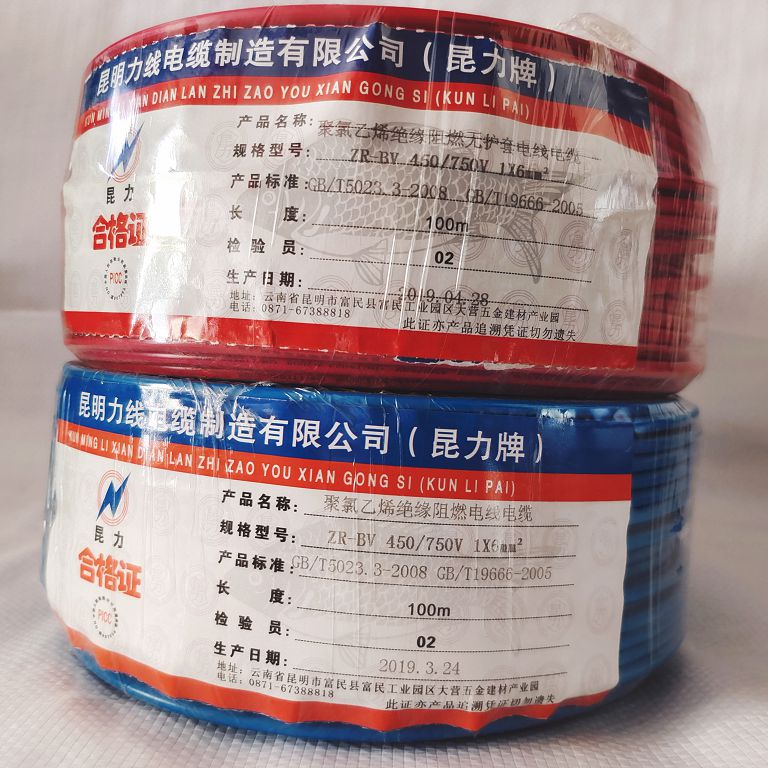 昆明力线电缆制造有限公司（昆力牌）
KUN MING LI XIAN DIAN LAN ZHI ZAO YOU XIAN GONG SI (KUN LI PAI)
昆力
合格证
PICC
产品名称：聚氯乙烯绝缘阻燃无护套电线电缆
规格型号：ZR-BV 450/750V 1X6mm²
产品标准：GB/T5023.3-2008 GB/T19666-2005
长度：100m
检验员：02
生产日期：2019.04.28
地址：云南省昆明市富民县富民工业园区大营五金建材产业园
电话：0871-67388818
此证亦产品追溯凭证切勿遗失
昆明力线电缆制造有限公司（昆力牌）
KUN MING LI XIAN DIAN LAN ZHI ZAO YOU XIAN GONG SI (KUN LI PAI)
昆力
合格证
PICC
产品名称：聚氯乙烯绝缘阻燃电线电缆
规格型号：ZR-BV 450/750V 1X6mm²
产品标准：GB/T5023.3-2008 GB/T19666-2005
长度：100m
检验员：02
生产日期：2019.3.24
地址：云南省昆明市富民县富民工业园区大营五金建材产业园
电话：0871-67388818
此证亦产品追溯凭证切勿遗失